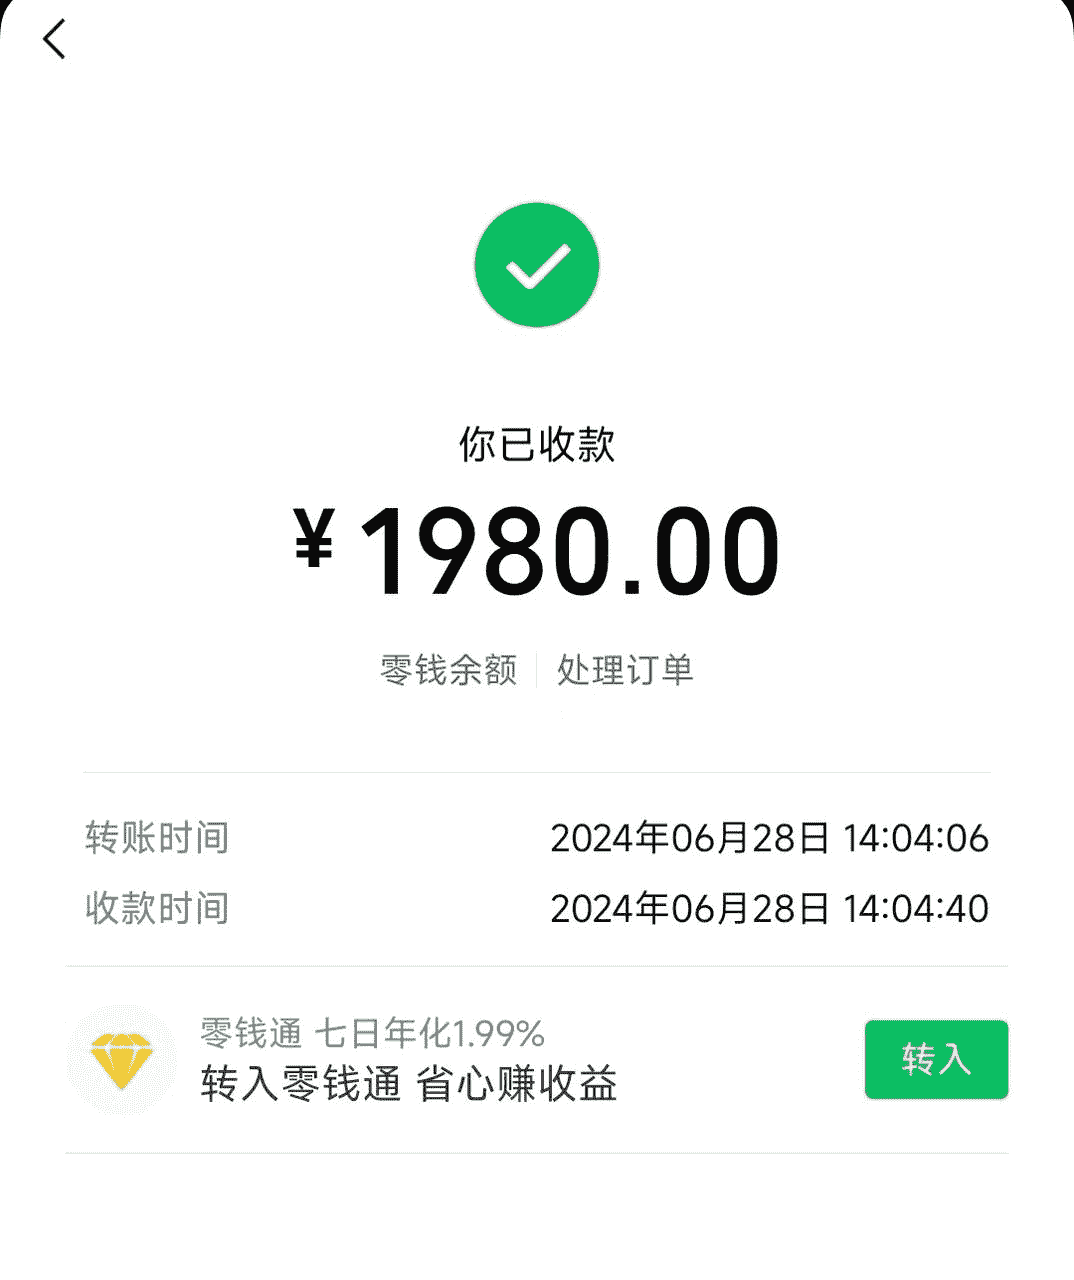 你已收款
¥1980.00
零钱余额 处理订单
转账时间 2024年06月28日 14:04:06
收款时间 2024年06月28日 14:04:40
零钱通 七日年化1.99%
转入零钱通 省心赚收益
转入